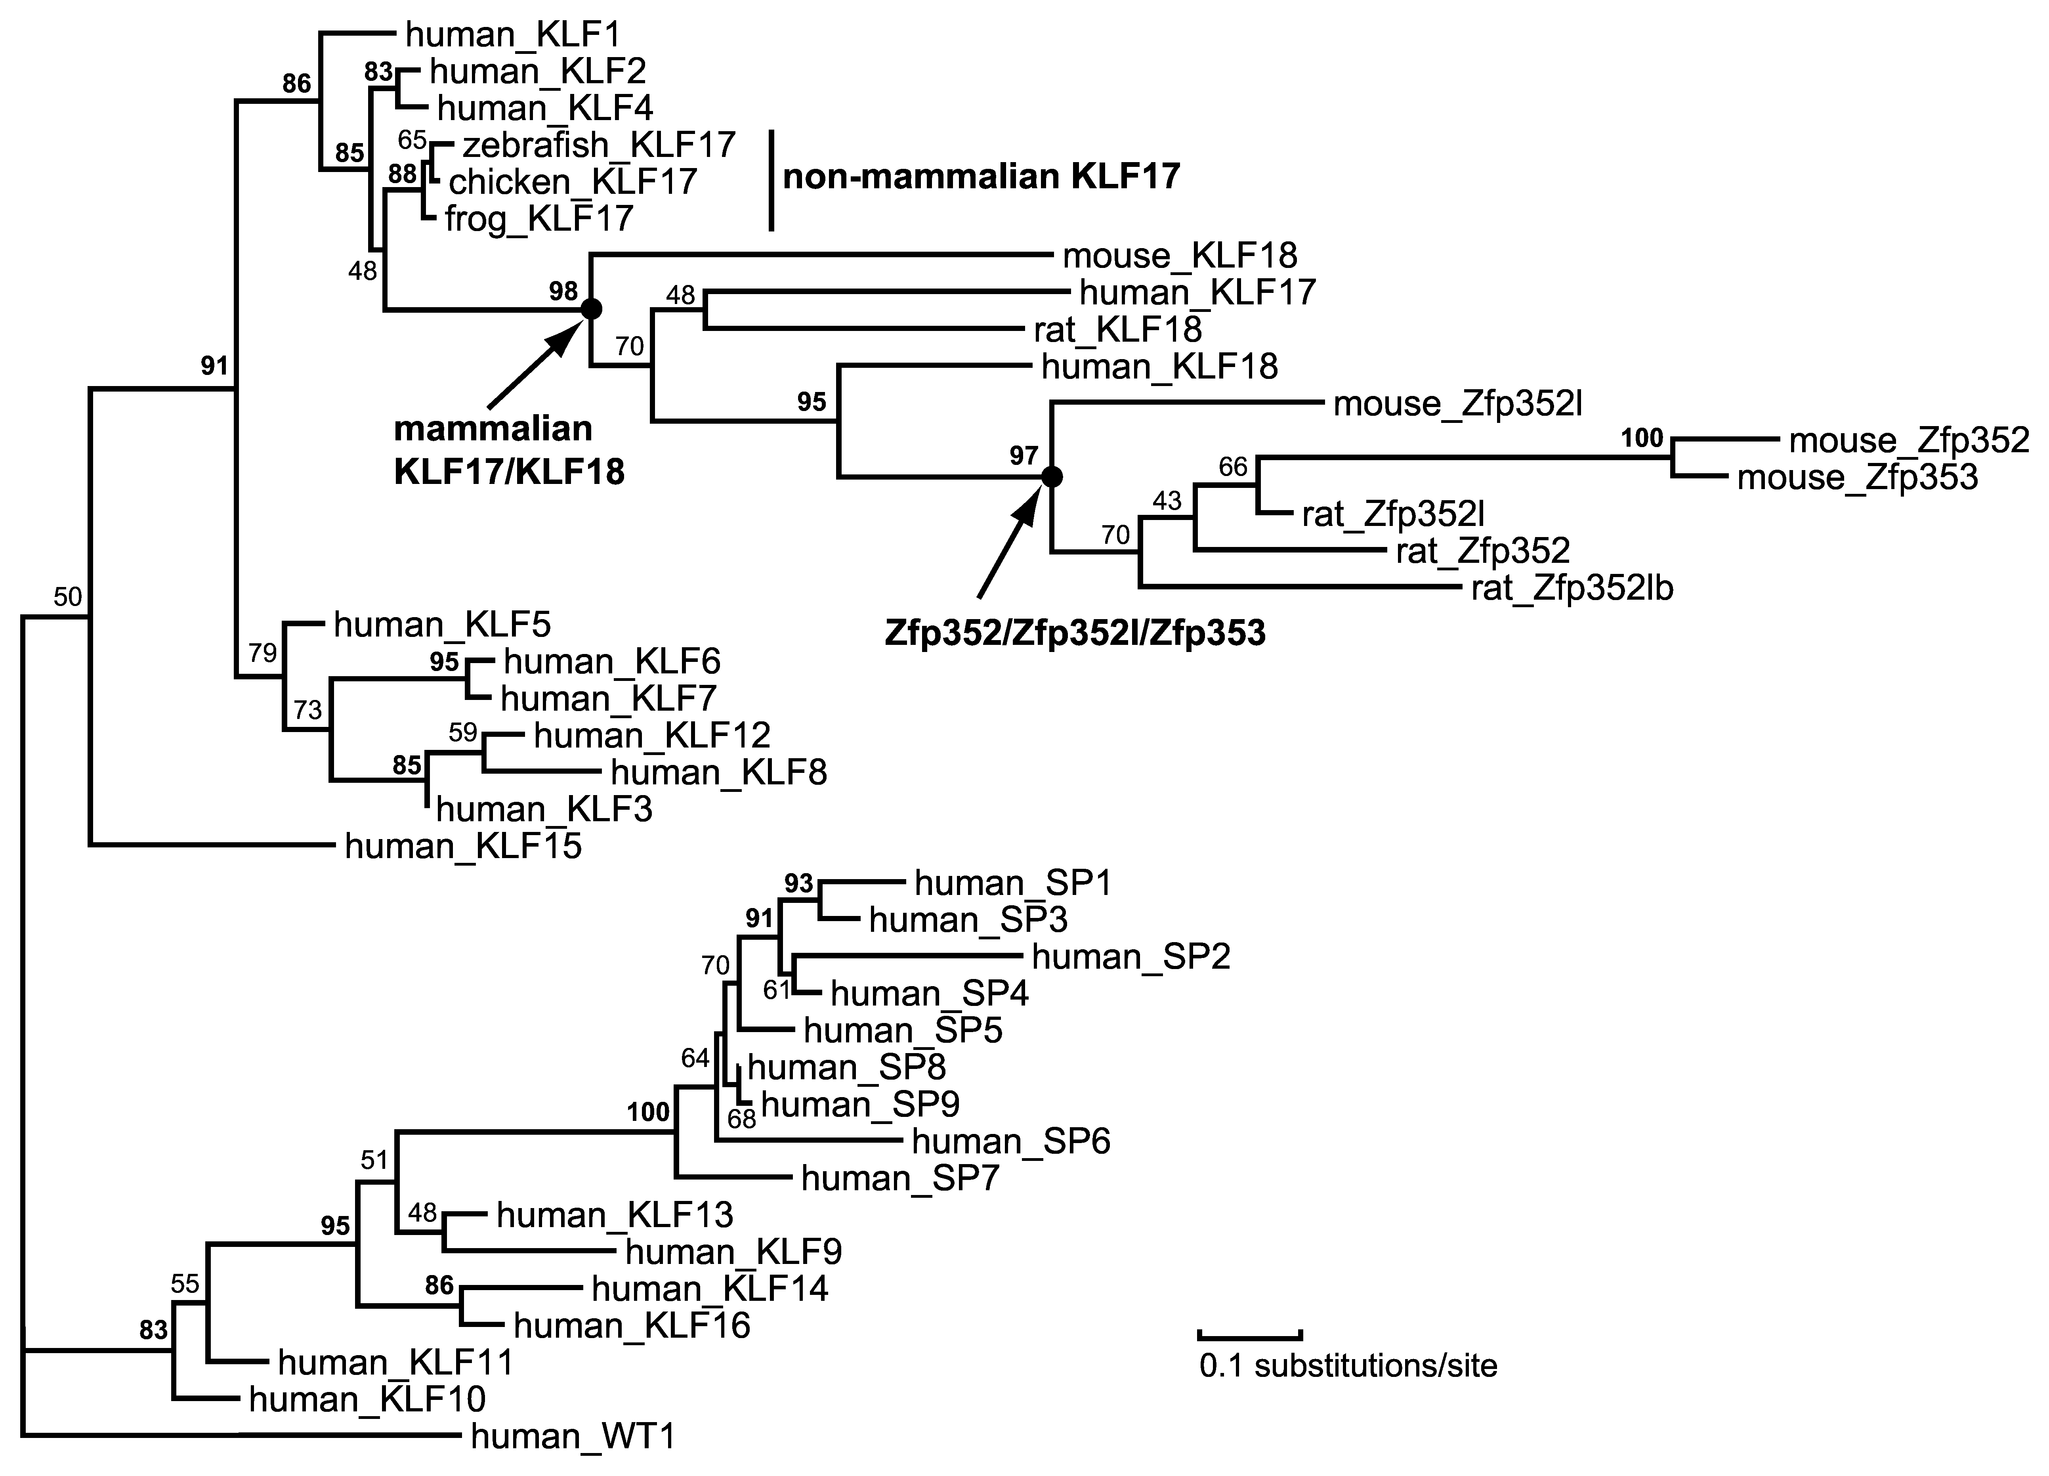 human_KLF1
86
83
human_KLF2
human_KLF4
85
65
zebrafish_KLF17
88
chicken_KLF17
non-mammalian KLF17
frog_KLF17
48
mouse_KLF18
98
48
human_KLF17
rat_KLF18
70
human_KLF18
91
95
mouse_Zfp352l
mammalian
KLF17/KLF18
100
mouse_Zfp352
97
66
mouse_Zfp353
43
rat_Zfp352l
70
rat_Zfp352
rat_Zfp352lb
50
Zfp352/Zfp352l/Zfp353
human_KLF5
79
95
human_KLF6
human_KLF7
73
59
human_KLF12
85
human_KLF8
human_KLF3
human_KLF15
93
human_SP1
91
human_SP3
70
human_SP2
61
human_SP4
human_SP5
64
human_SP8
human_SP9
68
100
human_SP6
51
human_SP7
48
human_KLF13
95
human_KLF9
55
86
human_KLF14
human_KLF16
83
human_KLF11
human_KLF10
human_WT1
0.1 substitutions/site